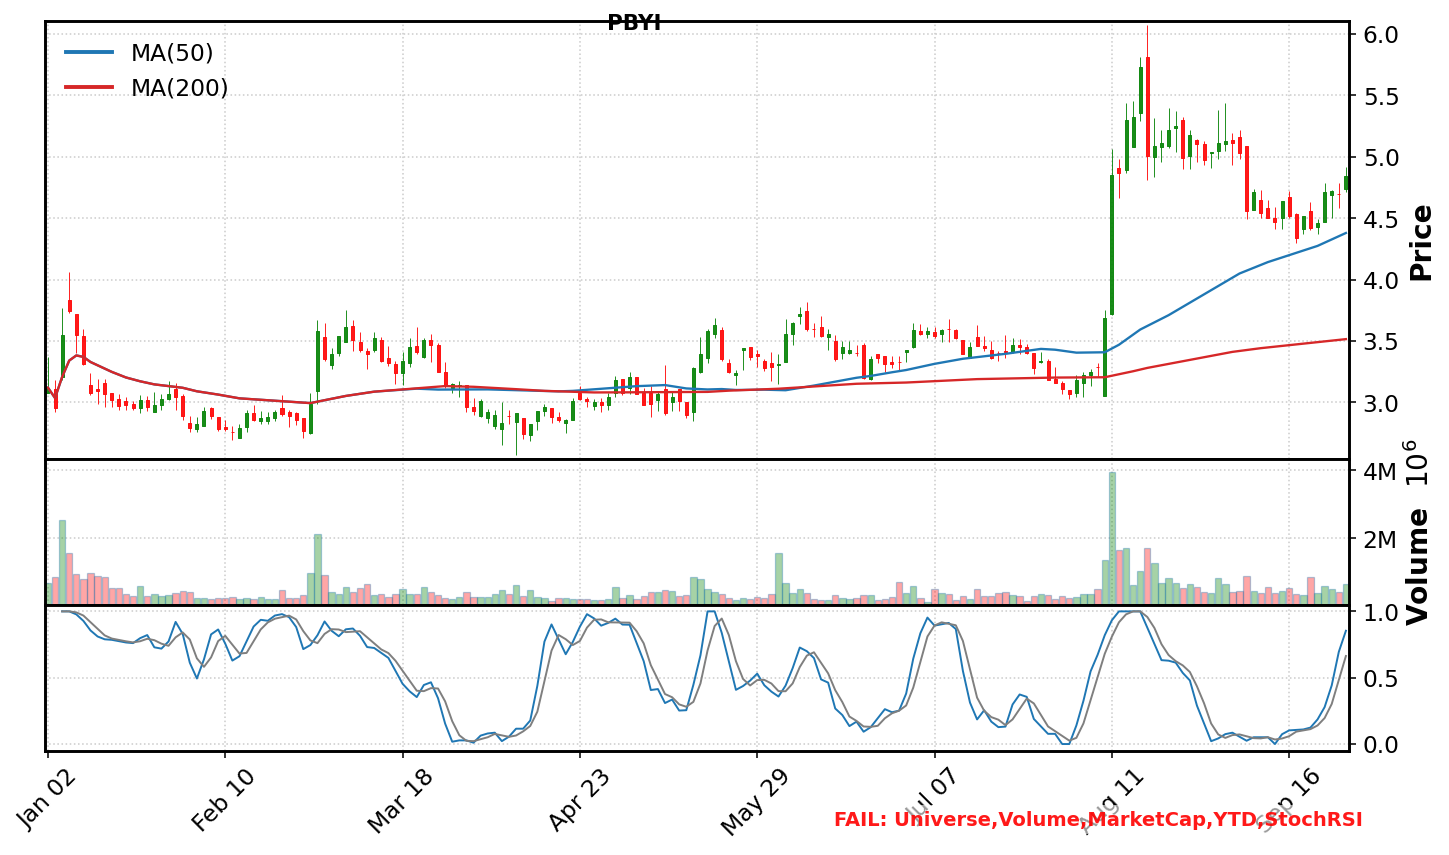 PBYI
MA(50)
MA(200)
6.0
5.5
5.0
4.5
4.0
3.5
3.0
Price
4M
2M
Volume 10^6
1.0
0.5
0.0
Jan 02
Feb 10
Mar 18
Apr 23
May 29
Jul 07
Aug 11
Sep 16
FAIL: Universe,Volume,MarketCap,YTD,StochRSI